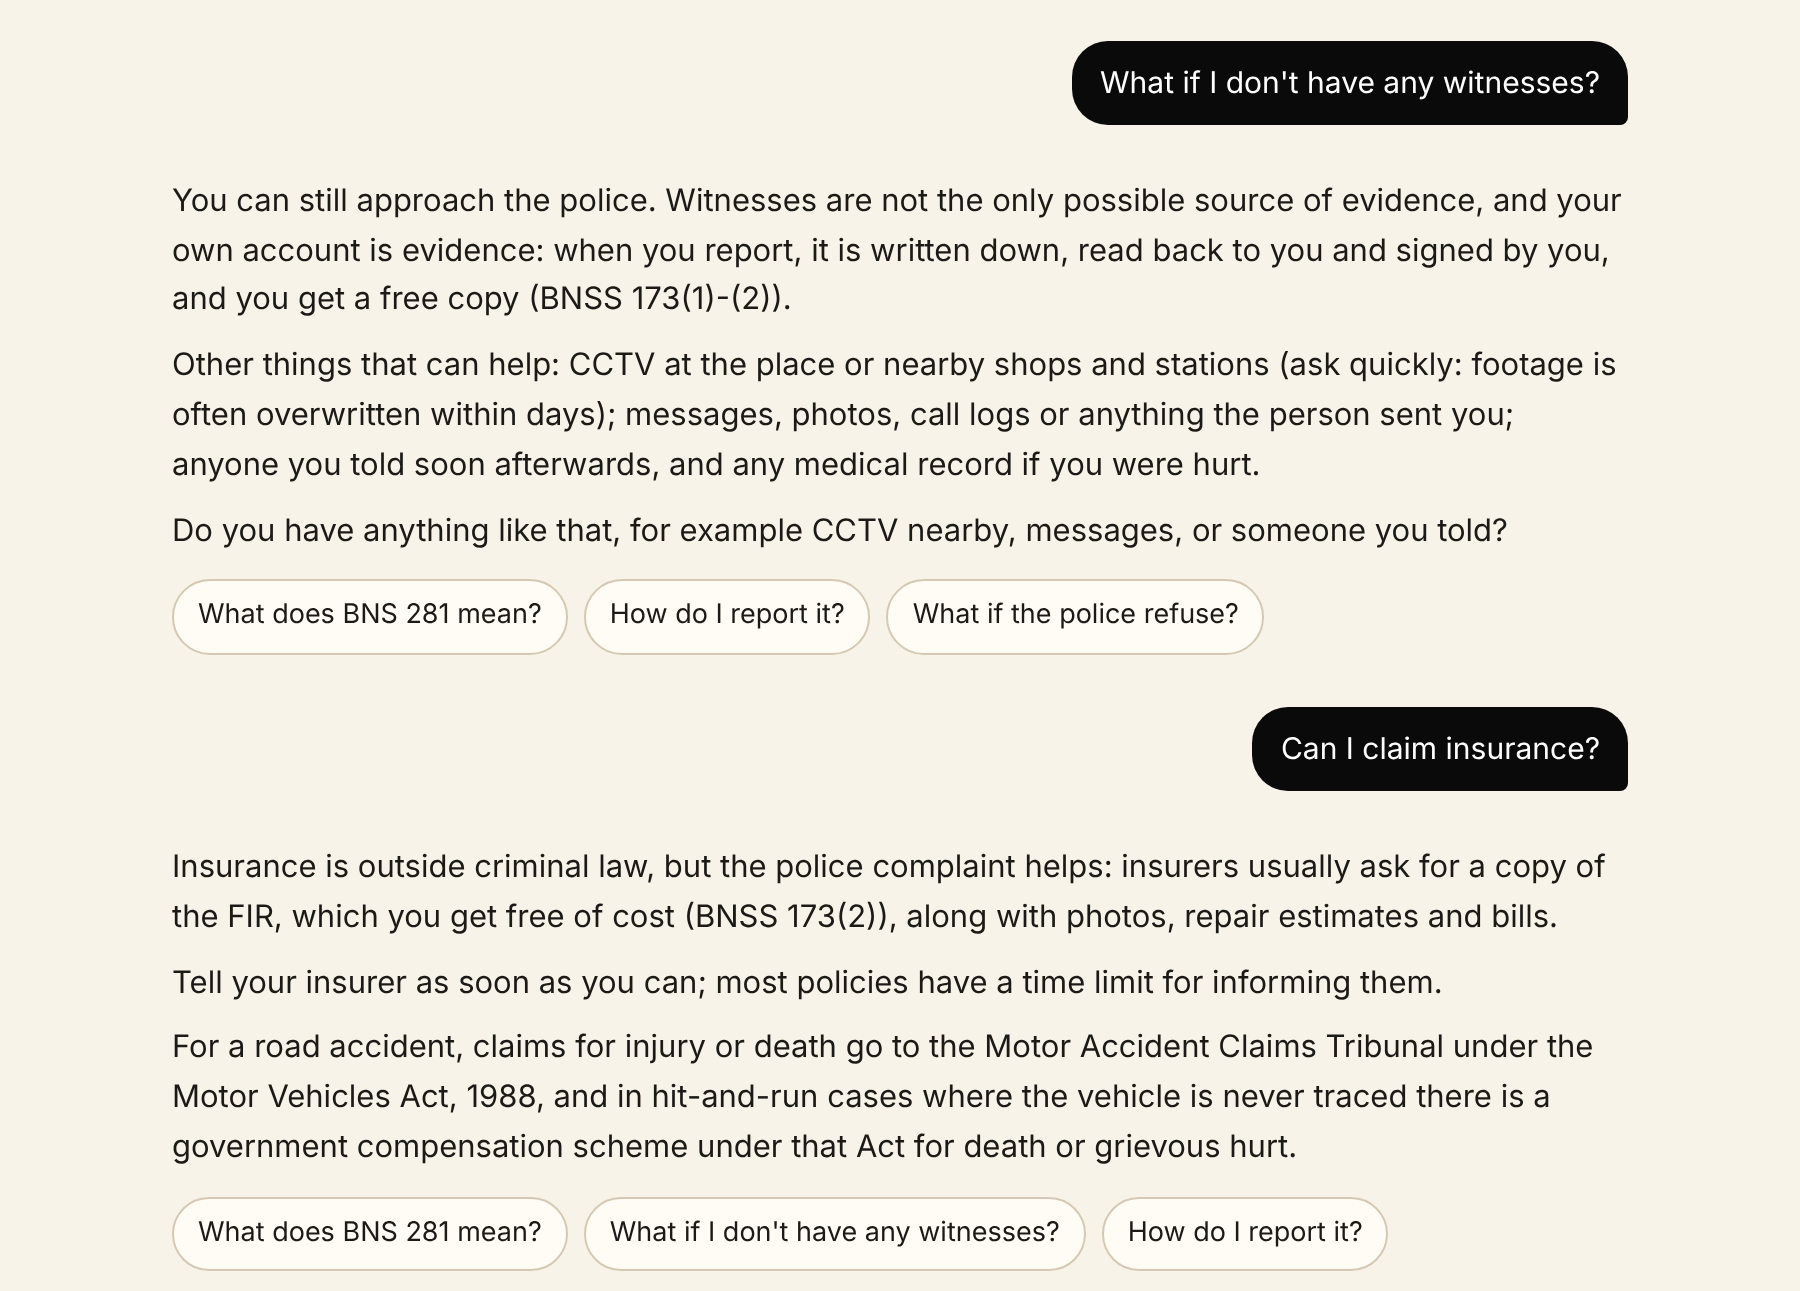 What if I don't have any witnesses?
You can still approach the police. Witnesses are not the only possible source of evidence, and your
own account is evidence: when you report, it is written down, read back to you and signed by you,
and you get a free copy (BNSS 173(1)-(2)).
Other things that can help: CCTV at the place or nearby shops and stations (ask quickly: footage is
often overwritten within days); messages, photos, call logs or anything the person sent you;
anyone you told soon afterwards, and any medical record if you were hurt.
Do you have anything like that, for example CCTV nearby, messages, or someone you told?
What does BNS 281 mean? How do I report it? What if the police refuse?
Can I claim insurance?
Insurance is outside criminal law, but the police complaint helps: insurers usually ask for a copy of
the FIR, which you get free of cost (BNSS 173(2)), along with photos, repair estimates and bills.
Tell your insurer as soon as you can; most policies have a time limit for informing them.
For a road accident, claims for injury or death go to the Motor Accident Claims Tribunal under the
Motor Vehicles Act, 1988, and in hit-and-run cases where the vehicle is never traced there is a
government compensation scheme under that Act for death or grievous hurt.
What does BNS 281 mean? What if I don't have any witnesses? How do I report it?